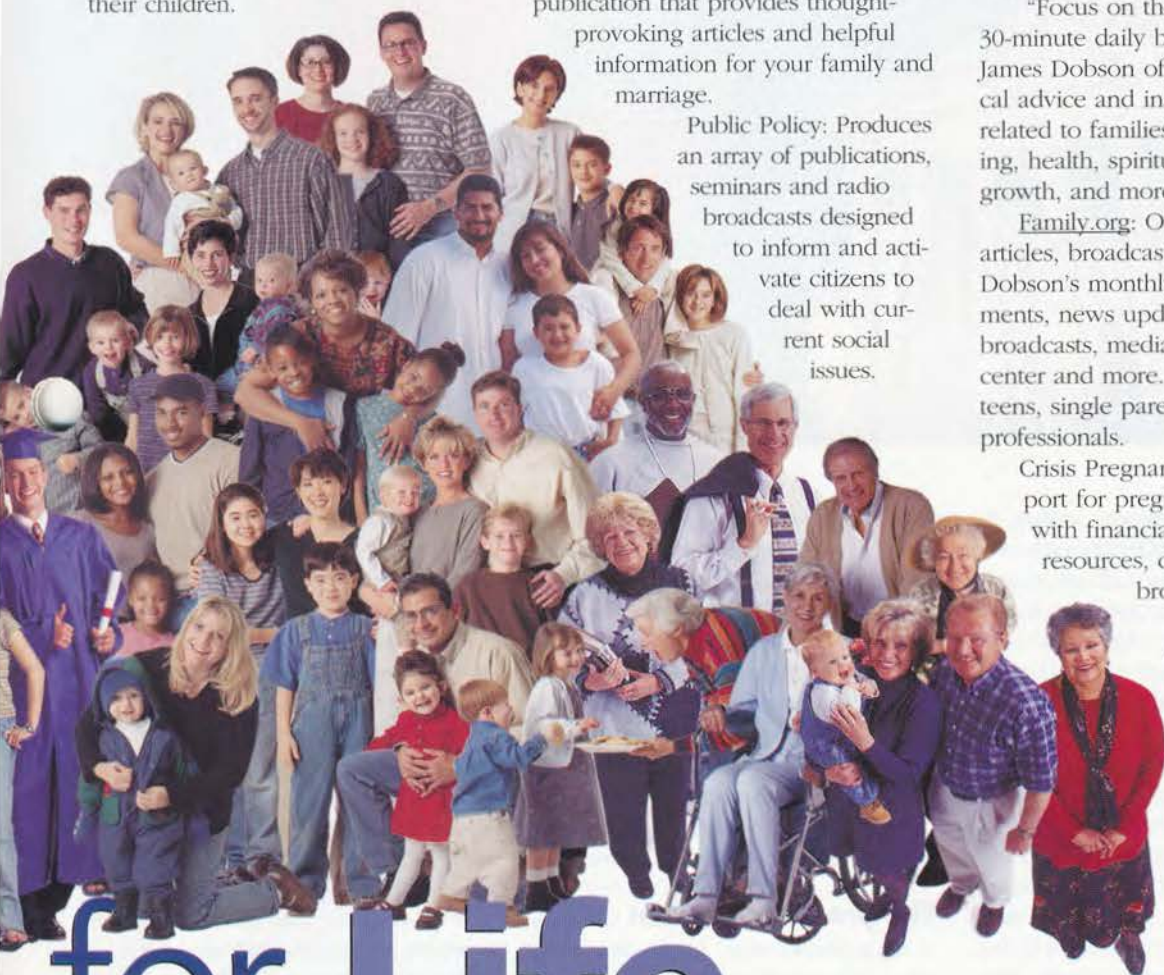 their children.
publication that provides thought-
provoking articles and helpful
information for your family and
marriage.
Public Policy: Produces
an array of publications,
seminars and radio
broadcasts designed
to inform and acti-
vate citizens to
deal with cur-
rent social
issues.
"Focus on th
30-minute daily b
James Dobson of
cal advice and in
related to families
ing, health, spiritu
growth, and more
Family.org: O
articles, broadcas
Dobson's monthl
ments, news upd
broadcasts, media
center and more.
teens, single pare
professionals.
Crisis Pregnan
port for preg
with financia
resources, c
bro
for Life